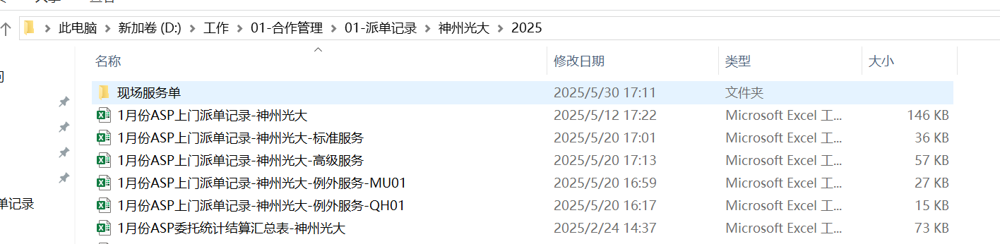 此电脑 新加卷 (D:) 工作 01-合作管理 01-派单记录 神州光大 2025
名称 修改日期 类型 大小
现场服务单 2025/5/30 17:11 文件夹
1月份ASP上门派单记录-神州光大 2025/5/12 17:22 Microsoft Excel 工... 146 KB
1月份ASP上门派单记录-神州光大-标准服务 2025/5/20 17:01 Microsoft Excel 工... 36 KB
1月份ASP上门派单记录-神州光大-高级服务 2025/5/20 17:13 Microsoft Excel 工... 57 KB
1月份ASP上门派单记录-神州光大-例外服务-MU01 2025/5/20 16:59 Microsoft Excel 工... 27 KB
单记录 1月份ASP上门派单记录-神州光大-例外服务-QH01 2025/5/20 16:17 Microsoft Excel 工... 15 KB
1月份ASP委托统计结算汇总表-神州光大 2025/2/24 14:37 Microsoft Excel 工... 73 KB